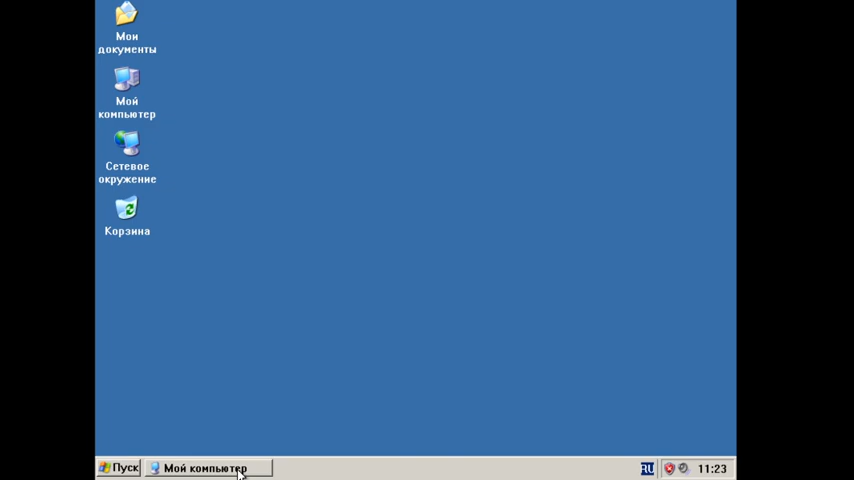 Мои
документы
Мой
компьютер
Сетевое
окружение
Корзина
Пуск
Мой компьютер
RU
11:23